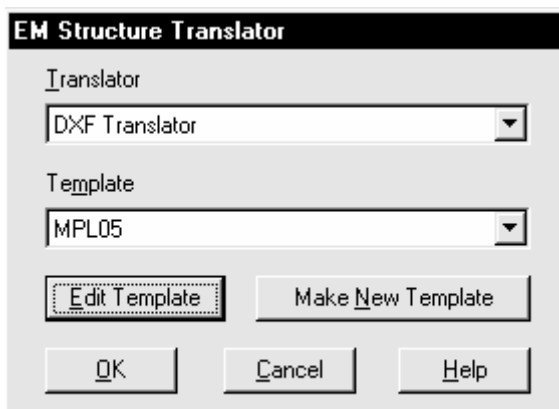 EM Structure Translator
Translator
DXF Translator
Template
MPL05
Edit Template Make New Template
OK Cancel Help